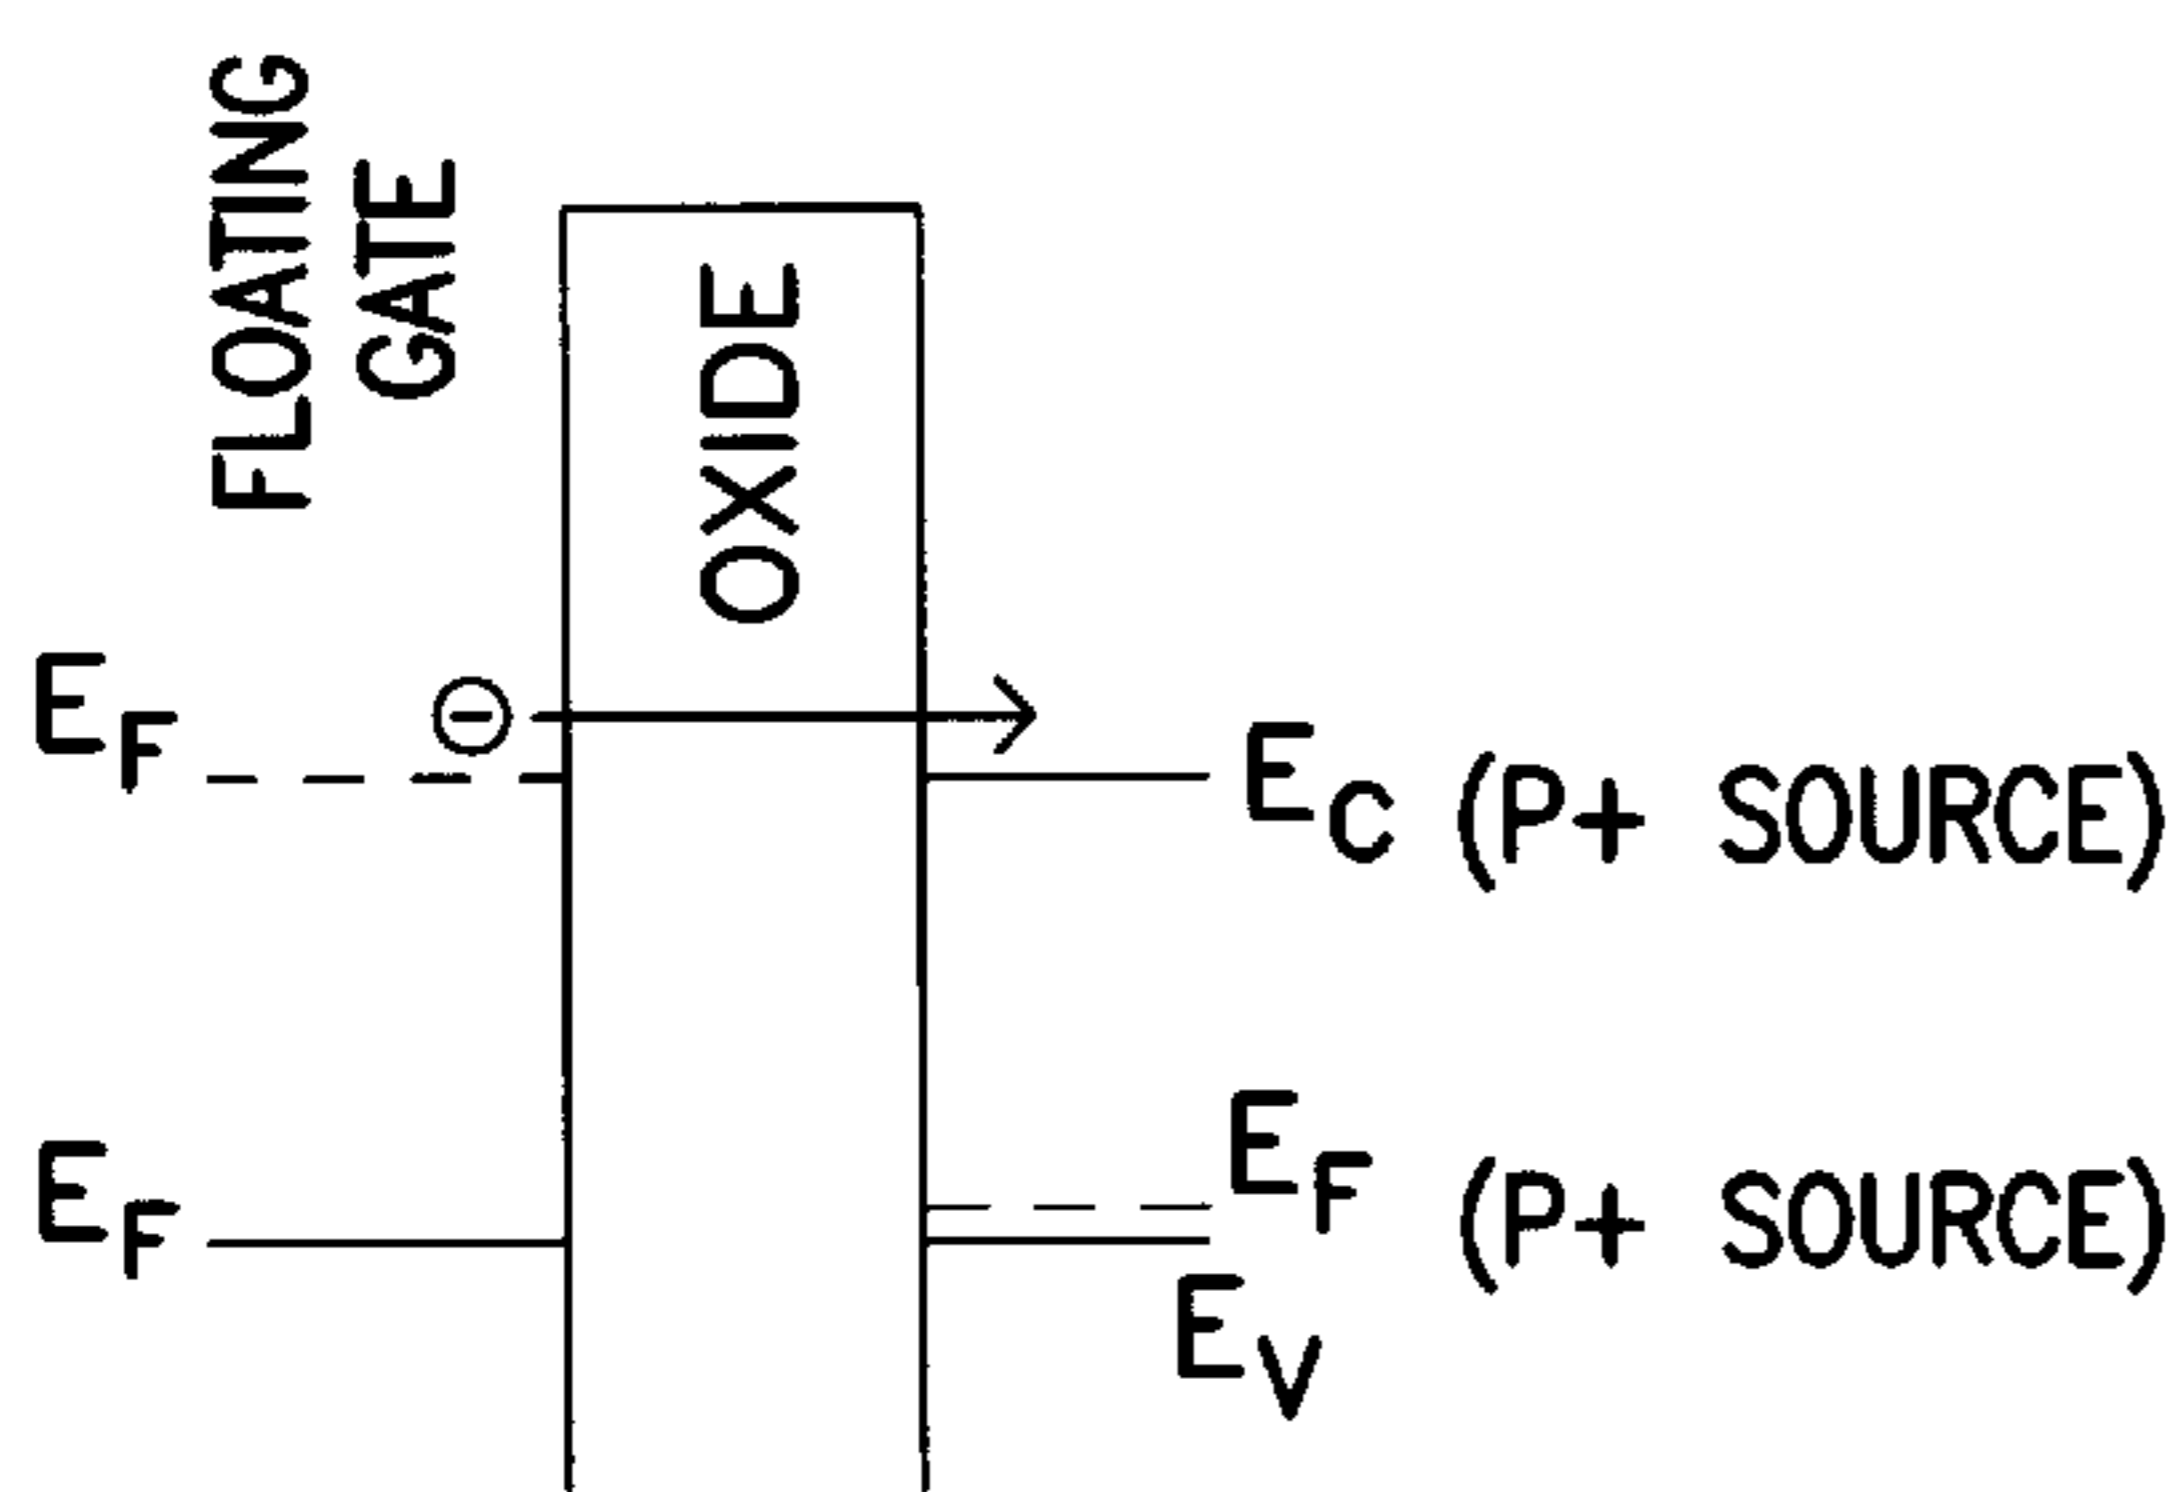 FLOATING
GATE
OXIDE
E_F
⊖
E_C (P+ SOURCE)
E_F (P+ SOURCE)
E_F
E_V